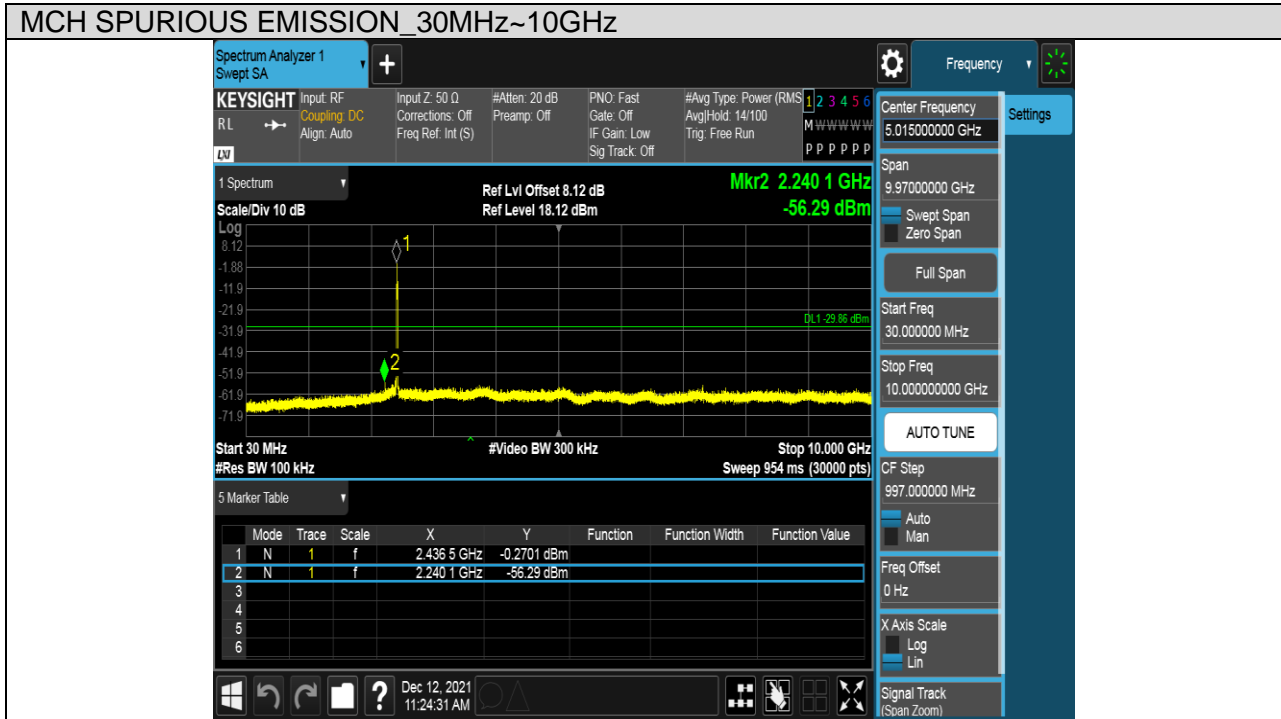 MCH SPURIOUS EMISSION_30MHz~10GHz
Spectrum Analyzer 1
Swept SA
Frequency
KEYSIGHT
RL
LXI
Input: RF
Coupling: DC
Align: Auto
Input Z: 50 Ω
Corrections: Off
Freq Ref: Int (S)
#Atten: 20 dB
Preamp: Off
PNO: Fast
Gate: Off
IF Gain: Low
Sig Track: Off
#Avg Type: Power (RMS
Avg|Hold: 14/100
Trig: Free Run
1 2 3 4 5 6
M W W W W W
P P P P P P
1 Spectrum
Scale/Div 10 dB
Ref Lvl Offset 8.12 dB
Ref Level 18.12 dBm
Mkr2 2.240 1 GHz
-56.29 dBm
Log
8.12
-1.88
-11.9
-21.9
-31.9
-41.9
-51.9
-61.9
-71.9
1
2
DL1 -29.86 dBm
Start 30 MHz
#Video BW 300 kHz
Stop 10.000 GHz
#Res BW 100 kHz
Sweep 954 ms (30000 pts)
5 Marker Table
Mode Trace Scale X Y Function Function Width Function Value
1 N 1 f 2.436 5 GHz -0.2701 dBm
2 N 1 f 2.240 1 GHz -56.29 dBm
3
4
5
6
?
Dec 12, 2021
11:24:31 AM
Center Frequency
5.015000000 GHz
Settings
Span
9.97000000 GHz
Swept Span
Zero Span
Full Span
Start Freq
30.000000 MHz
Stop Freq
10.000000000 GHz
AUTO TUNE
CF Step
997.000000 MHz
Auto
Man
Freq Offset
0 Hz
X Axis Scale
Log
Lin
Signal Track
(Span Zoom)